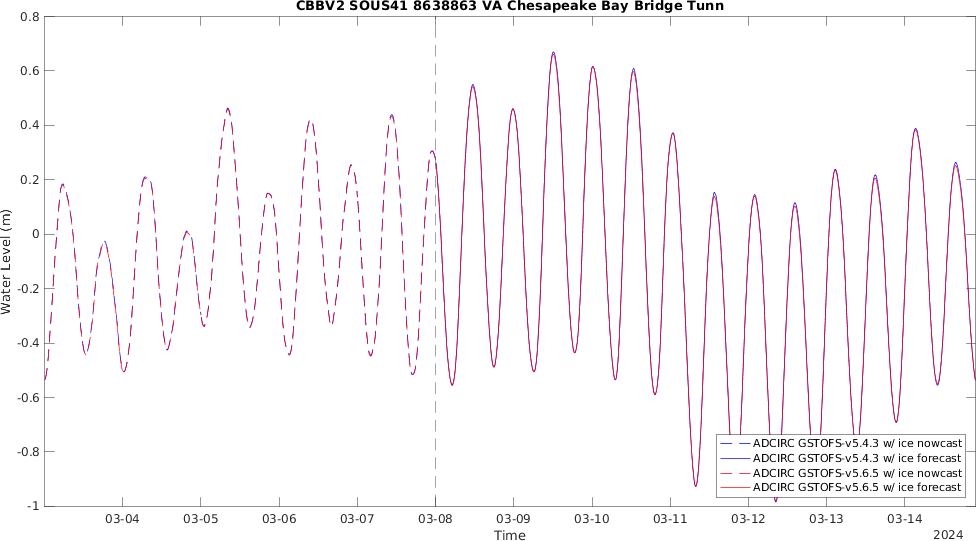 CBBV2 SOUS41 8638863 VA Chesapeake Bay Bridge Tunn
0.8
0.6
0.4
0.2
0
-0.2
-0.4
-0.6
-0.8
-1
Water Level (m)
ADCIRC GSTOFS-v5.4.3 w/ ice nowcast
ADCIRC GSTOFS-v5.4.3 w/ ice forecast
ADCIRC GSTOFS-v5.6.5 w/ ice nowcast
ADCIRC GSTOFS-v5.6.5 w/ ice forecast
03-04 03-05 03-06 03-07 03-08 03-09 03-10 03-11 03-12 03-13 03-14
Time
2024